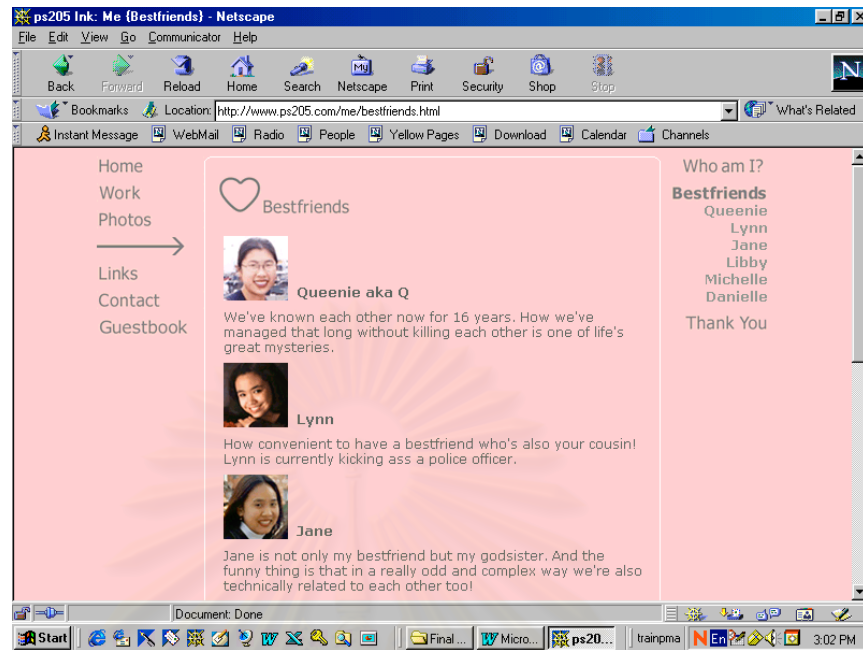 ps205 Ink: Me {Bestfriends} - Netscape
File Edit View Go Communicator Help
Back Forward Reload Home Search Netscape Print Security Shop Stop
My
N
Bookmarks Location: http://www.ps205.com/me/bestfriends.html What's Related
Instant Message WebMail Radio People Yellow Pages Download Calendar Channels
Home
Work
Photos
Links
Contact
Guestbook
Bestfriends
Queenie aka Q
We've known each other now for 16 years. How we've
managed that long without killing each other is one of life's
great mysteries.
Lynn
How convenient to have a bestfriend who's also your cousin!
Lynn is currently kicking ass a police officer.
Jane
Jane is not only my bestfriend but my godsister. And the
funny thing is that in a really odd and complex way we're also
technically related to each other too!
Who am I?
Bestfriends
Queenie
Lynn
Jane
Libby
Michelle
Danielle
Thank You
Document: Done
Start Final ... Micro... ps20... trainpma N En 3:02 PM